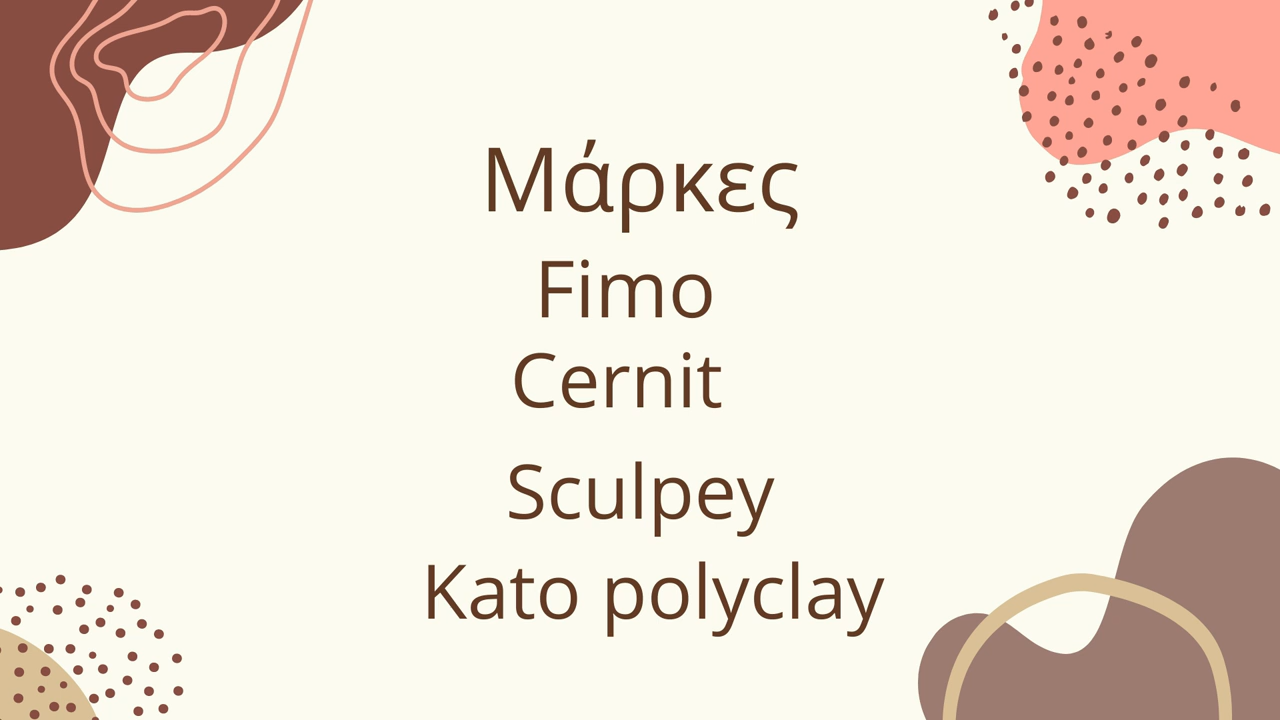 Μάρκες
Fimo
Cernit
Sculpey
Kato polyclay